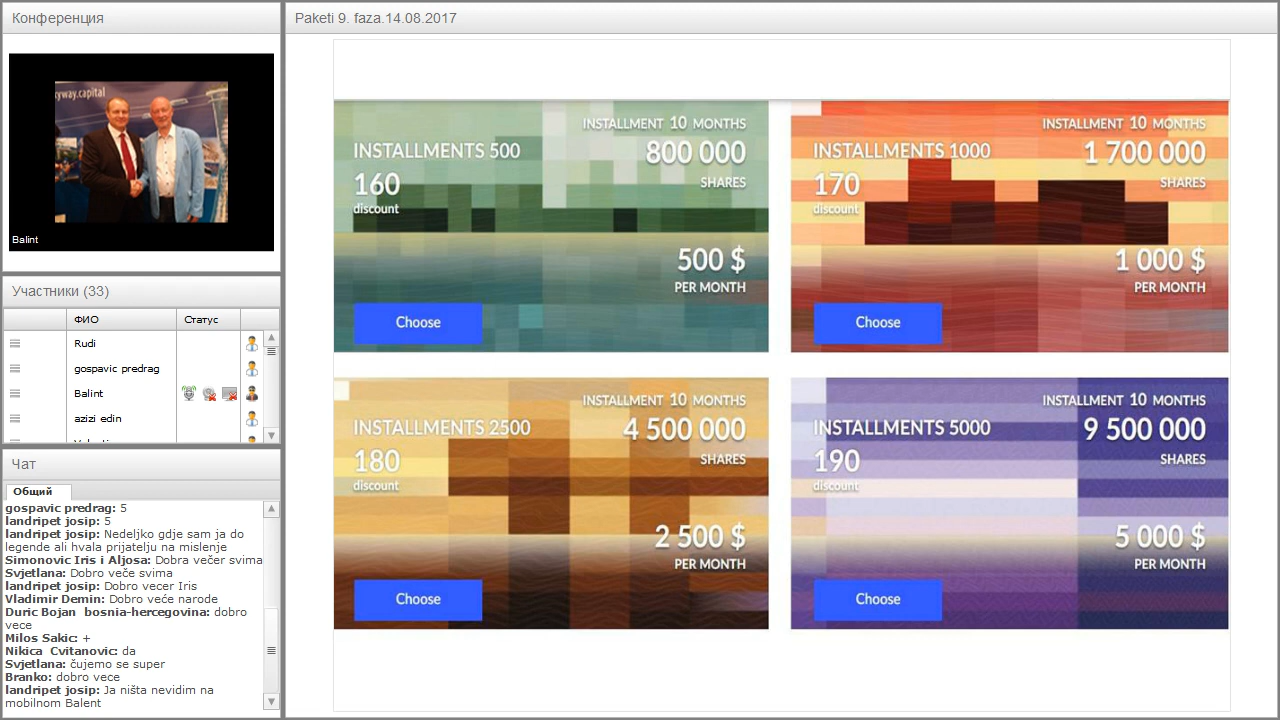 Конференция
yway.capital
Balint
Участники (33)
ФИО
Статус
Rudi
gospavic predrag
Balint
azizi edin
Чат
Общий
gospavic predrag: 5
landripet josip: 5
landripet josip: Nedeljko gdje sam ja do
legende ali hvala prijatelju na mislenje
Simonovic Iris i Aljosa: Dobra večer svima
Svjetlana: Dobro veče svima
landripet josip: Dobro vecer Iris
Vladimir Demin: Dobro veće narode
Duric Bojan bosnia-hercegovina: dobro
vece
Milos Sakic: +
Nikica Cvitanovic: da
Svjetlana: čujemo se super
Branko: dobro vece
landripet josip: Ja ništa nevidim na
mobilnom Balent
Paketi 9. faza.14.08.2017
INSTALLMENT 10 MONTHS
INSTALLMENTS 500
800 000
160
SHARES
discount
500 $
PER MONTH
Choose
INSTALLMENT 10 MONTHS
INSTALLMENTS 1000
1 700 000
170
SHARES
discount
1 000 $
PER MONTH
Choose
INSTALLMENT 10 MONTHS
INSTALLMENTS 2500
4 500 000
180
SHARES
discount
2 500 $
PER MONTH
Choose
INSTALLMENT 10 MONTHS
INSTALLMENTS 5000
9 500 000
190
SHARES
discount
5 000 $
PER MONTH
Choose